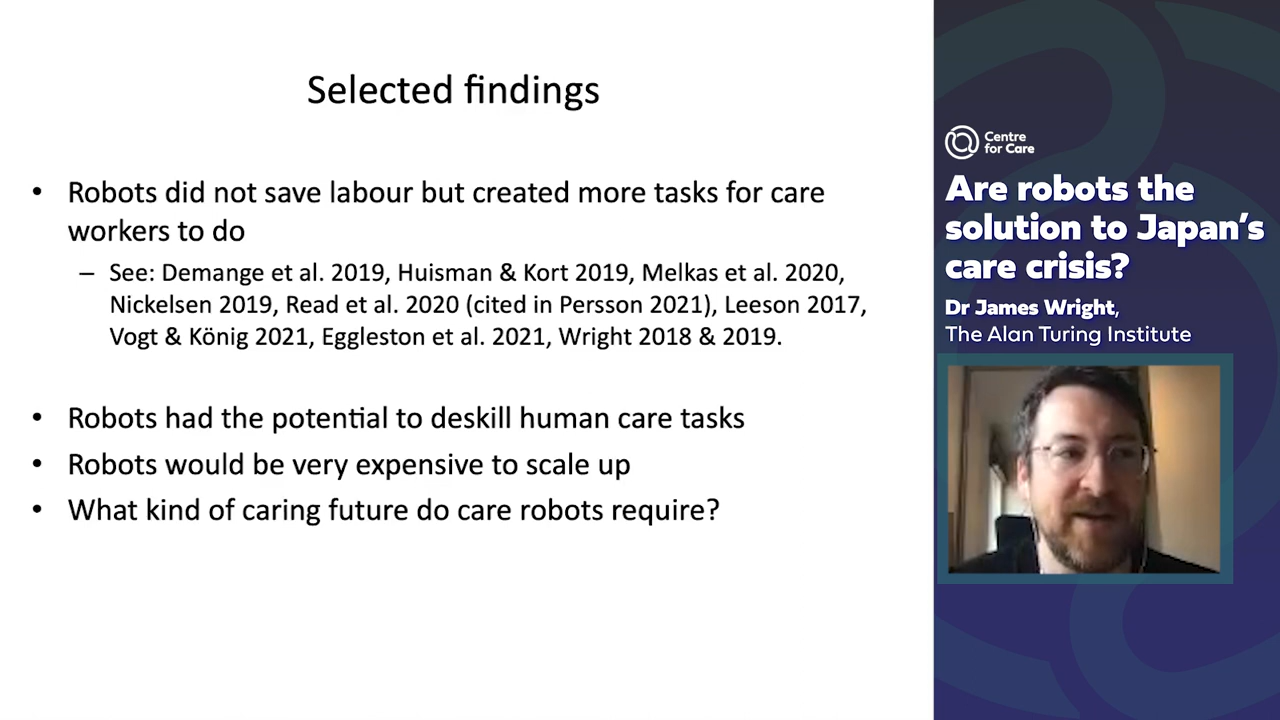 Selected findings
• Robots did not save labour but created more tasks for care
workers to do
– See: Demange et al. 2019, Huisman & Kort 2019, Melkas et al. 2020,
Nickelsen 2019, Read et al. 2020 (cited in Persson 2021), Leeson 2017,
Vogt & König 2021, Eggleston et al. 2021, Wright 2018 & 2019.
• Robots had the potential to deskill human care tasks
• Robots would be very expensive to scale up
• What kind of caring future do care robots require?
Centre
for Care
Are robots the
solution to Japan’s
care crisis?
Dr James Wright,
The Alan Turing Institute